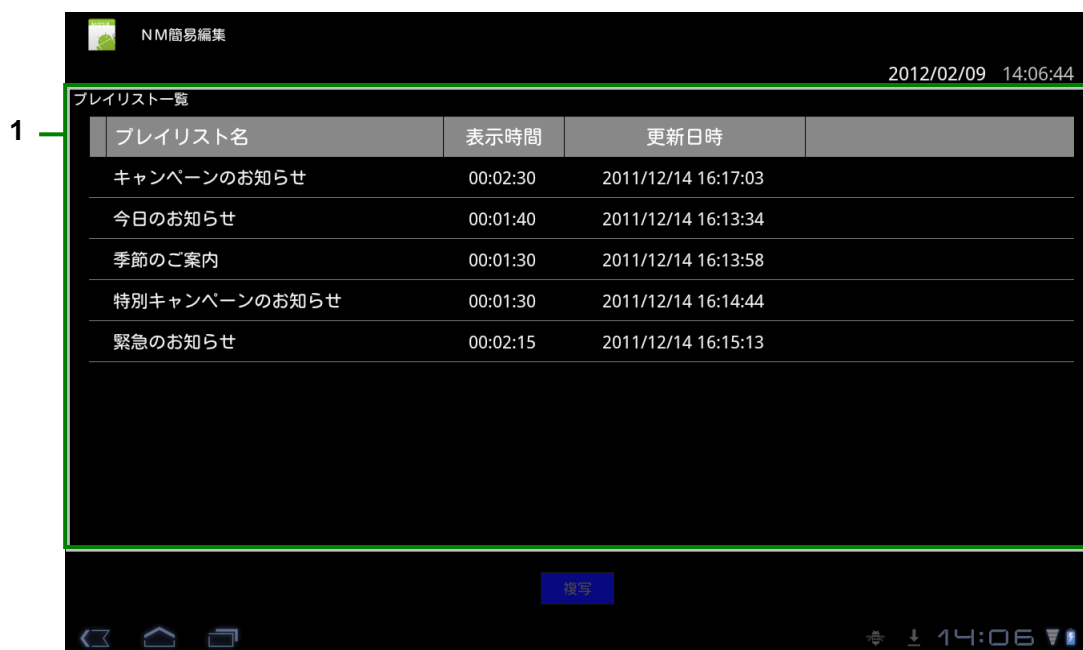 NM簡易編集
2012/02/09 14:06:44
プレイリスト一覧
1
プレイリスト名 表示時間 更新日時
キャンペーンのお知らせ 00:02:30 2011/12/14 16:17:03
今日のお知らせ 00:01:40 2011/12/14 16:13:34
季節のご案内 00:01:30 2011/12/14 16:13:58
特別キャンペーンのお知らせ 00:01:30 2011/12/14 16:14:44
緊急のお知らせ 00:02:15 2011/12/14 16:15:13
複写
14:06